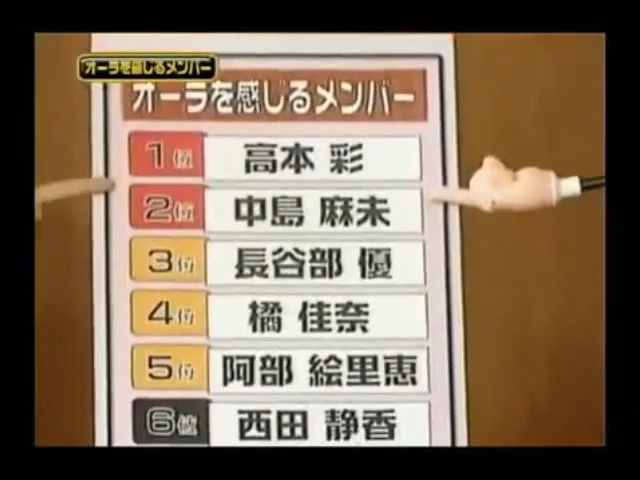 オーラを感じるメンバー
オーラを感じるメンバー
1位 高本 彩
2位 中島 麻未
3位 長谷部 優
4位 橘 佳奈
5位 阿部 絵里恵
6位 西田 静香